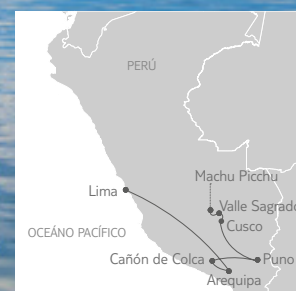 PERÚ
Machu Picchu
Lima
Valle Sagrado
Cusco
OCEÁNO PACÍFICO
Cañón de Colca
Puno
Arequipa